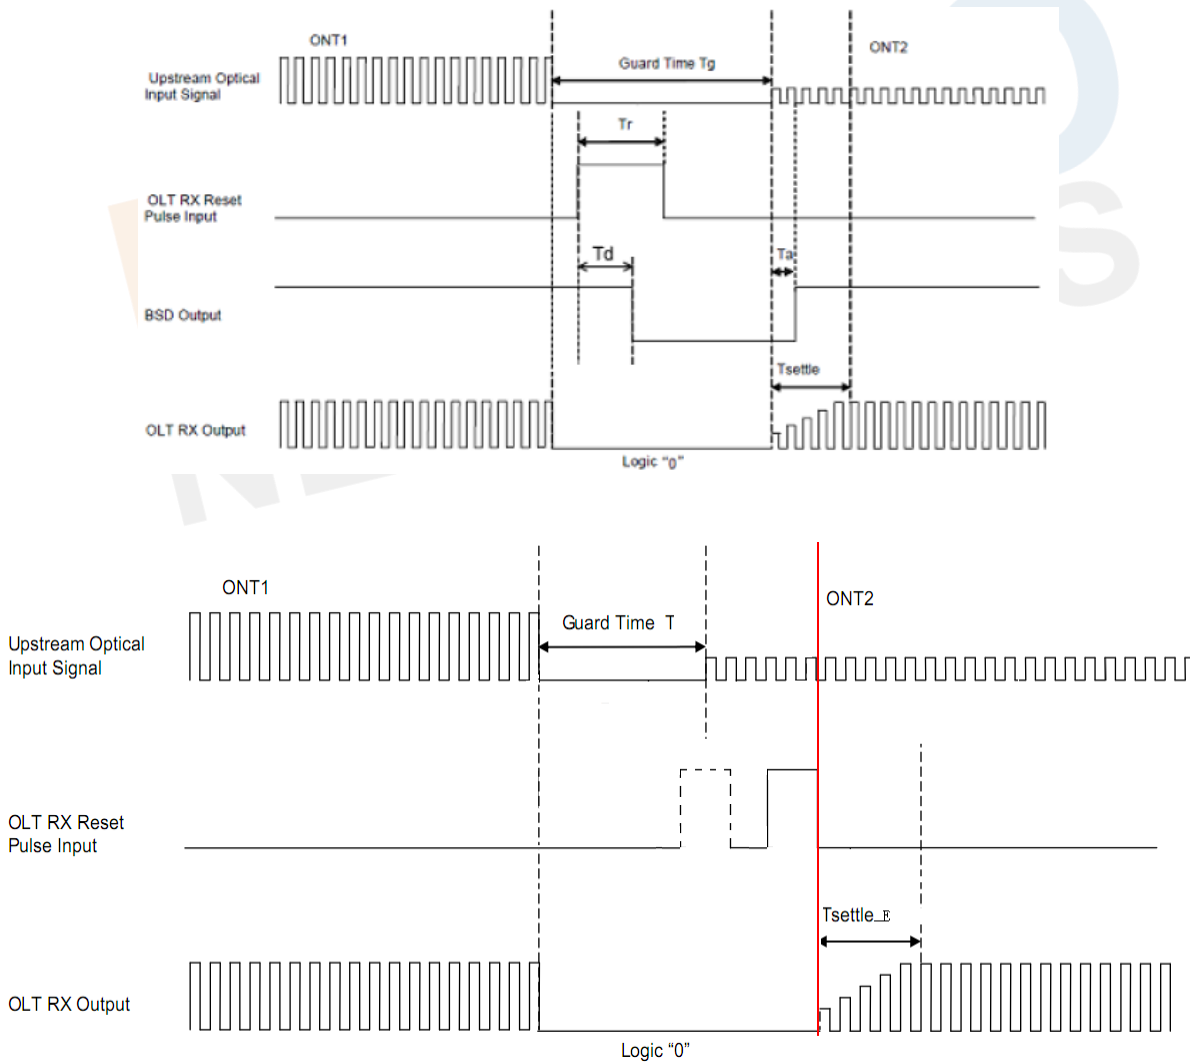 ONT1
ONT2
Guard Time Tg
Upstream Optical
Input Signal
Tr
OLT RX Reset
Pulse Input
Td
Ta
BSD Output
Tsettle
OLT RX Output
Logic “0”
ONT1
ONT2
Guard Time T
Upstream Optical
Input Signal
OLT RX Reset
Pulse Input
Tsettle_E
OLT RX Output
Logic “0”